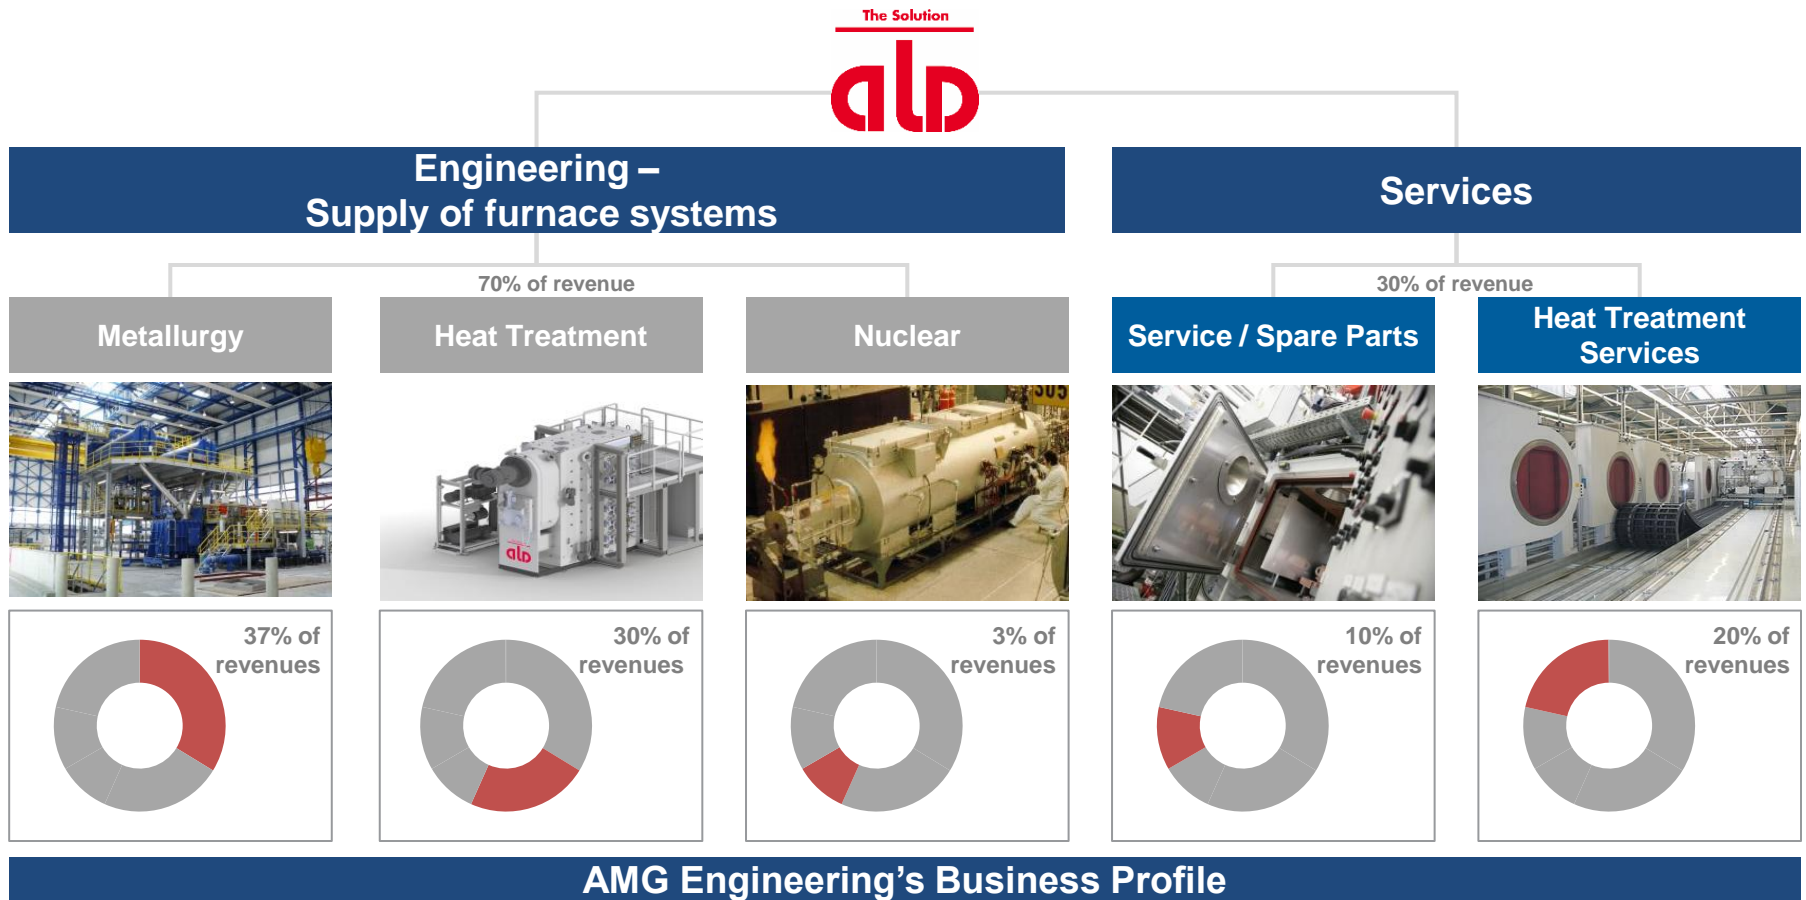 The Solution
ald
Engineering –
Supply of furnace systems
Services
70% of revenue
30% of revenue
Metallurgy
Heat Treatment
Nuclear
Service / Spare Parts
Heat Treatment
Services
305
ald
37% of
revenues
30% of
revenues
3% of
revenues
10% of
revenues
20% of
revenues
AMG Engineering’s Business Profile